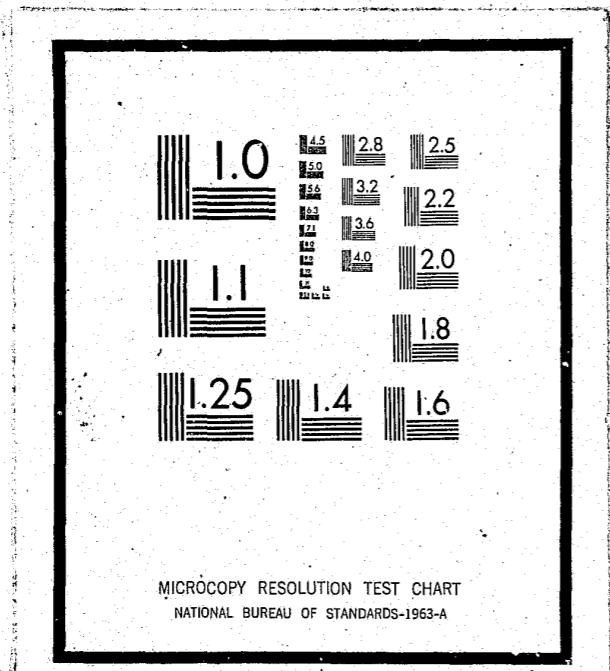 1.0
4.5 2.8 2.5
5.0
5.6 3.2 2.2
6.3
7.1 3.6
4.0 2.0
1.1
1.8
1.25 1.4 1.6
MICROCOPY RESOLUTION TEST CHART
NATIONAL BUREAU OF STANDARDS-1963-A